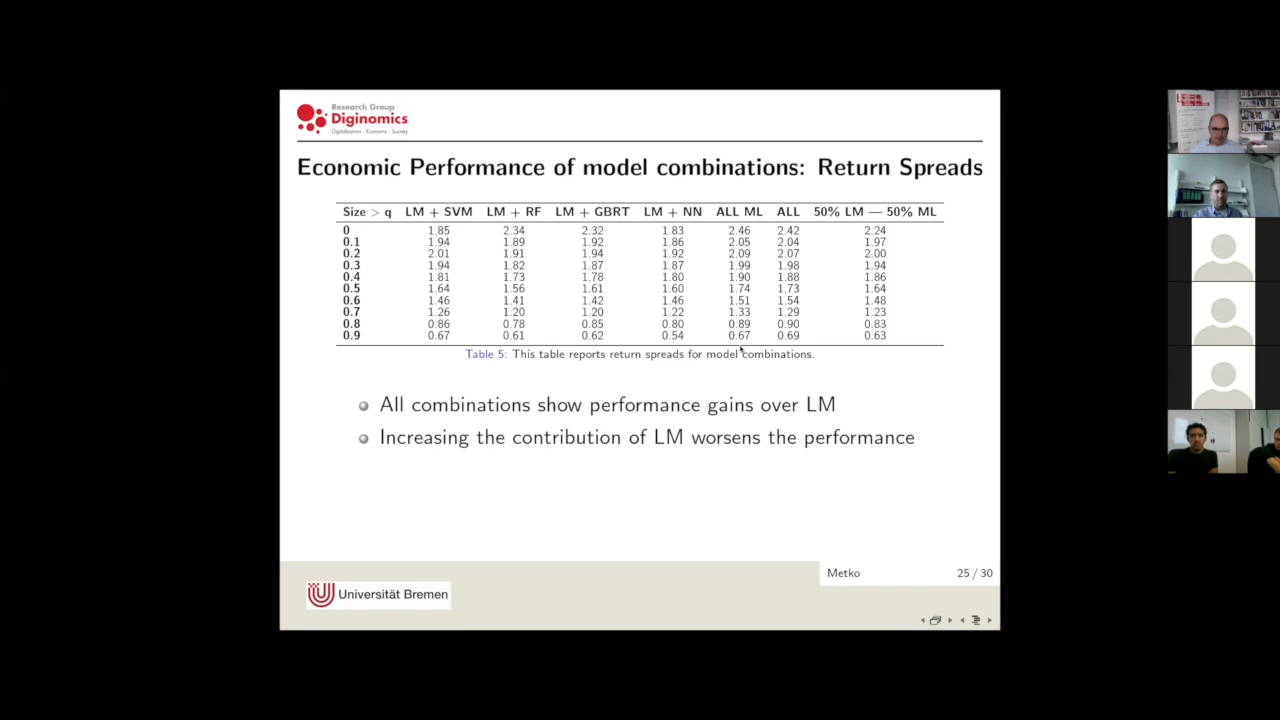 Research Group
Diginomics
Digitalization - Economy - Society
Economic Performance of model combinations: Return Spreads
Size > q LM + SVM LM + RF LM + GBRT LM + NN ALL ML ALL 50% LM — 50% ML
0 1.85 2.34 2.32 1.83 2.46 2.42 2.24
0.1 1.94 1.89 1.92 1.86 2.05 2.04 1.97
0.2 2.01 1.91 1.94 1.92 2.09 2.07 2.00
0.3 1.94 1.82 1.87 1.87 1.99 1.98 1.94
0.4 1.81 1.73 1.78 1.80 1.90 1.88 1.86
0.5 1.64 1.56 1.61 1.60 1.74 1.73 1.64
0.6 1.46 1.41 1.42 1.46 1.51 1.54 1.48
0.7 1.26 1.20 1.20 1.22 1.33 1.29 1.23
0.8 0.86 0.78 0.85 0.80 0.89 0.90 0.83
0.9 0.67 0.61 0.62 0.54 0.67 0.69 0.63
Table 5: This table reports return spreads for model combinations.
All combinations show performance gains over LM
Increasing the contribution of LM worsens the performance
Metko 25 / 30
Universität Bremen